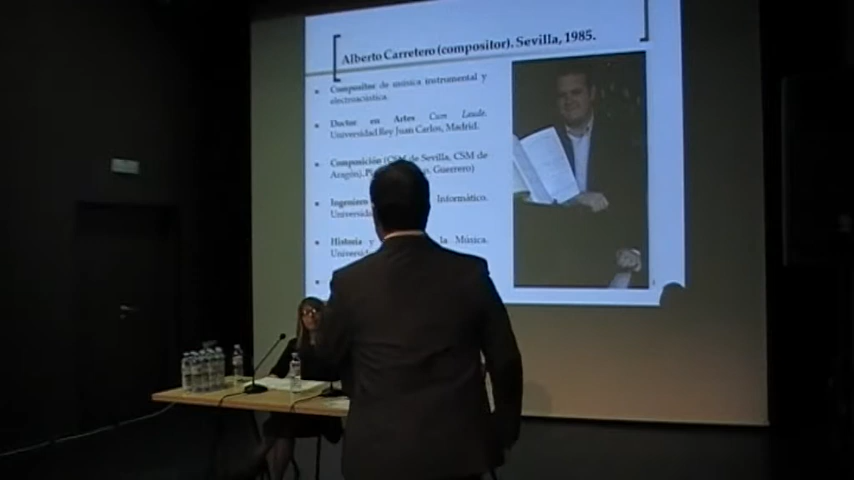 Alberto Carretero (compositor). Sevilla, 1985.
Compositor de música instrumental y
electroacústica.
Doctor en Artes Cum Laude.
Universidad Rey Juan Carlos, Madrid.
Composición (CSM de Sevilla, CSM de
Aragón). Guerrero)
Ingeniero Informático.
Historia y la Música.